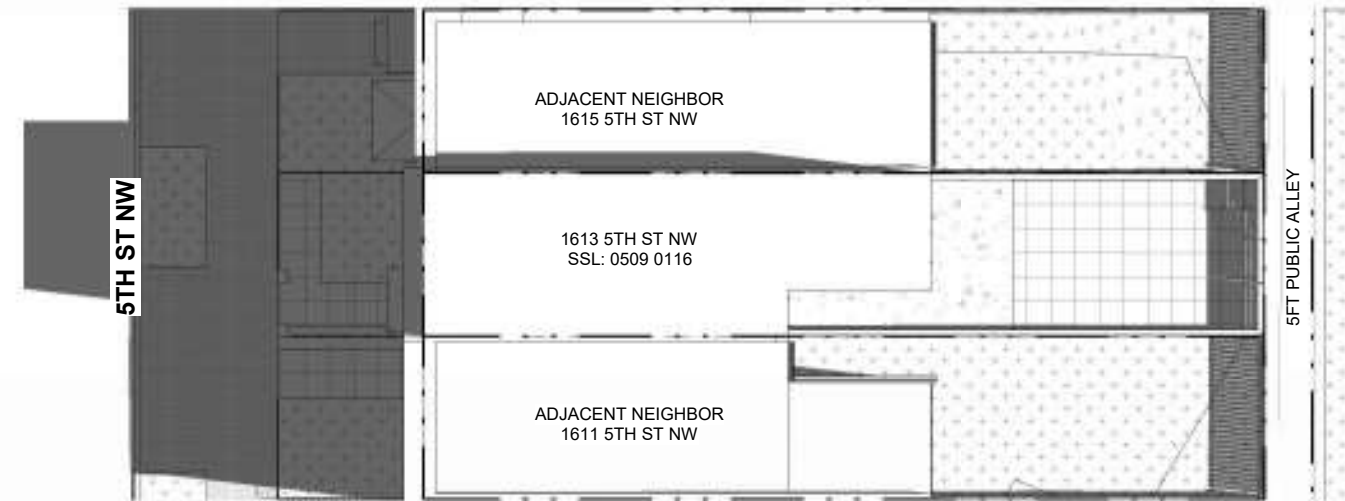 ADJACENT NEIGHBOR
1615 5TH ST NW
5TH ST NW
1613 5TH ST NW
SSL: 0509 0116
5FT PUBLIC ALLEY
ADJACENT NEIGHBOR
1611 5TH ST NW